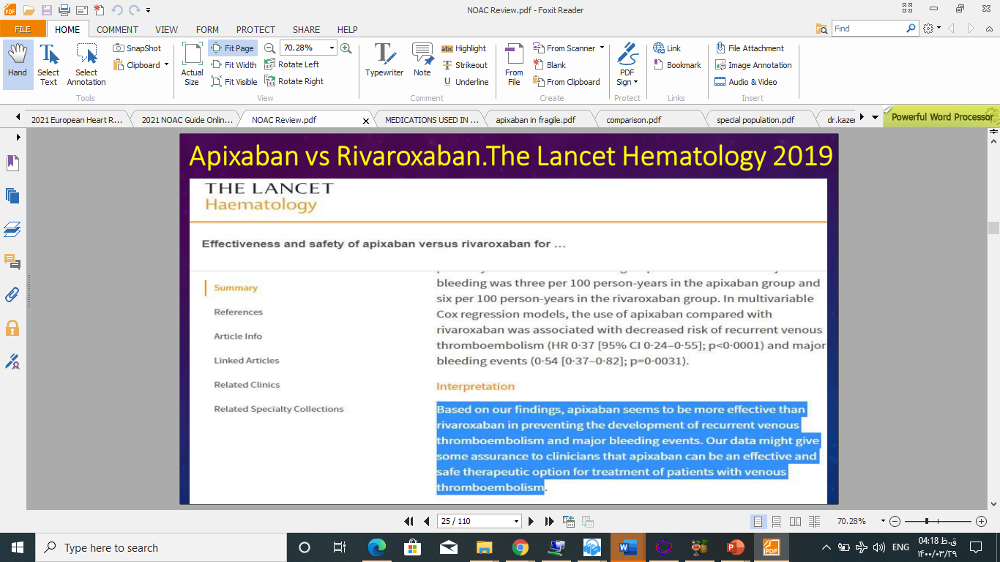 NOAC Review.pdf - Foxit Reader
FILE
HOME
COMMENT
VIEW
FORM
PROTECT
SHARE
HELP
Find
Hand
Select
Text
Select
Annotation
SnapShot
Clipboard
Tools
Actual
Size
Fit Page
Fit Width
Fit Visible
70.28%
Rotate Left
Rotate Right
View
Typewriter
Note
abc Highlight
Strikeout
U Underline
Comment
From
File
From Scanner
Blank
From Clipboard
Create
PDF
Sign
Protect
Link
Bookmark
Links
File Attachment
Image Annotation
Audio & Video
Insert
2021 European Heart R...
2021 NOAC Guide Onlin...
NOAC Review.pdf
MEDICATIONS USED IN ...
apixaban in fragile.pdf
comparison.pdf
special population.pdf
dr.kazer
Powerful Word Processor
Apixaban vs Rivaroxaban.The Lancet Hematology 2019
THE LANCET
Haematology
Effectiveness and safety of apixaban versus rivaroxaban for ...
Summary
References
Article Info
Linked Articles
Related Clinics
Related Specialty Collections
bleeding was three per 100 person-years in the apixaban group and
six per 100 person-years in the rivaroxaban group. In multivariable
Cox regression models, the use of apixaban compared with
rivaroxaban was associated with decreased risk of recurrent venous
thromboembolism (HR 0·37 [95% CI 0·24–0·55]; p<0·0001) and major
bleeding events (0·54 [0·37–0·82]; p=0·0031).
Interpretation
Based on our findings, apixaban seems to be more effective than
rivaroxaban in preventing the development of recurrent venous
thromboembolism and major bleeding events. Our data might give
some assurance to clinicians that apixaban can be an effective and
safe therapeutic option for treatment of patients with venous
thromboembolism.
25 / 110
70.28%
Type here to search
ENG
04:18 ق.ظ
۱۴۰۰/۰۳/۲۹